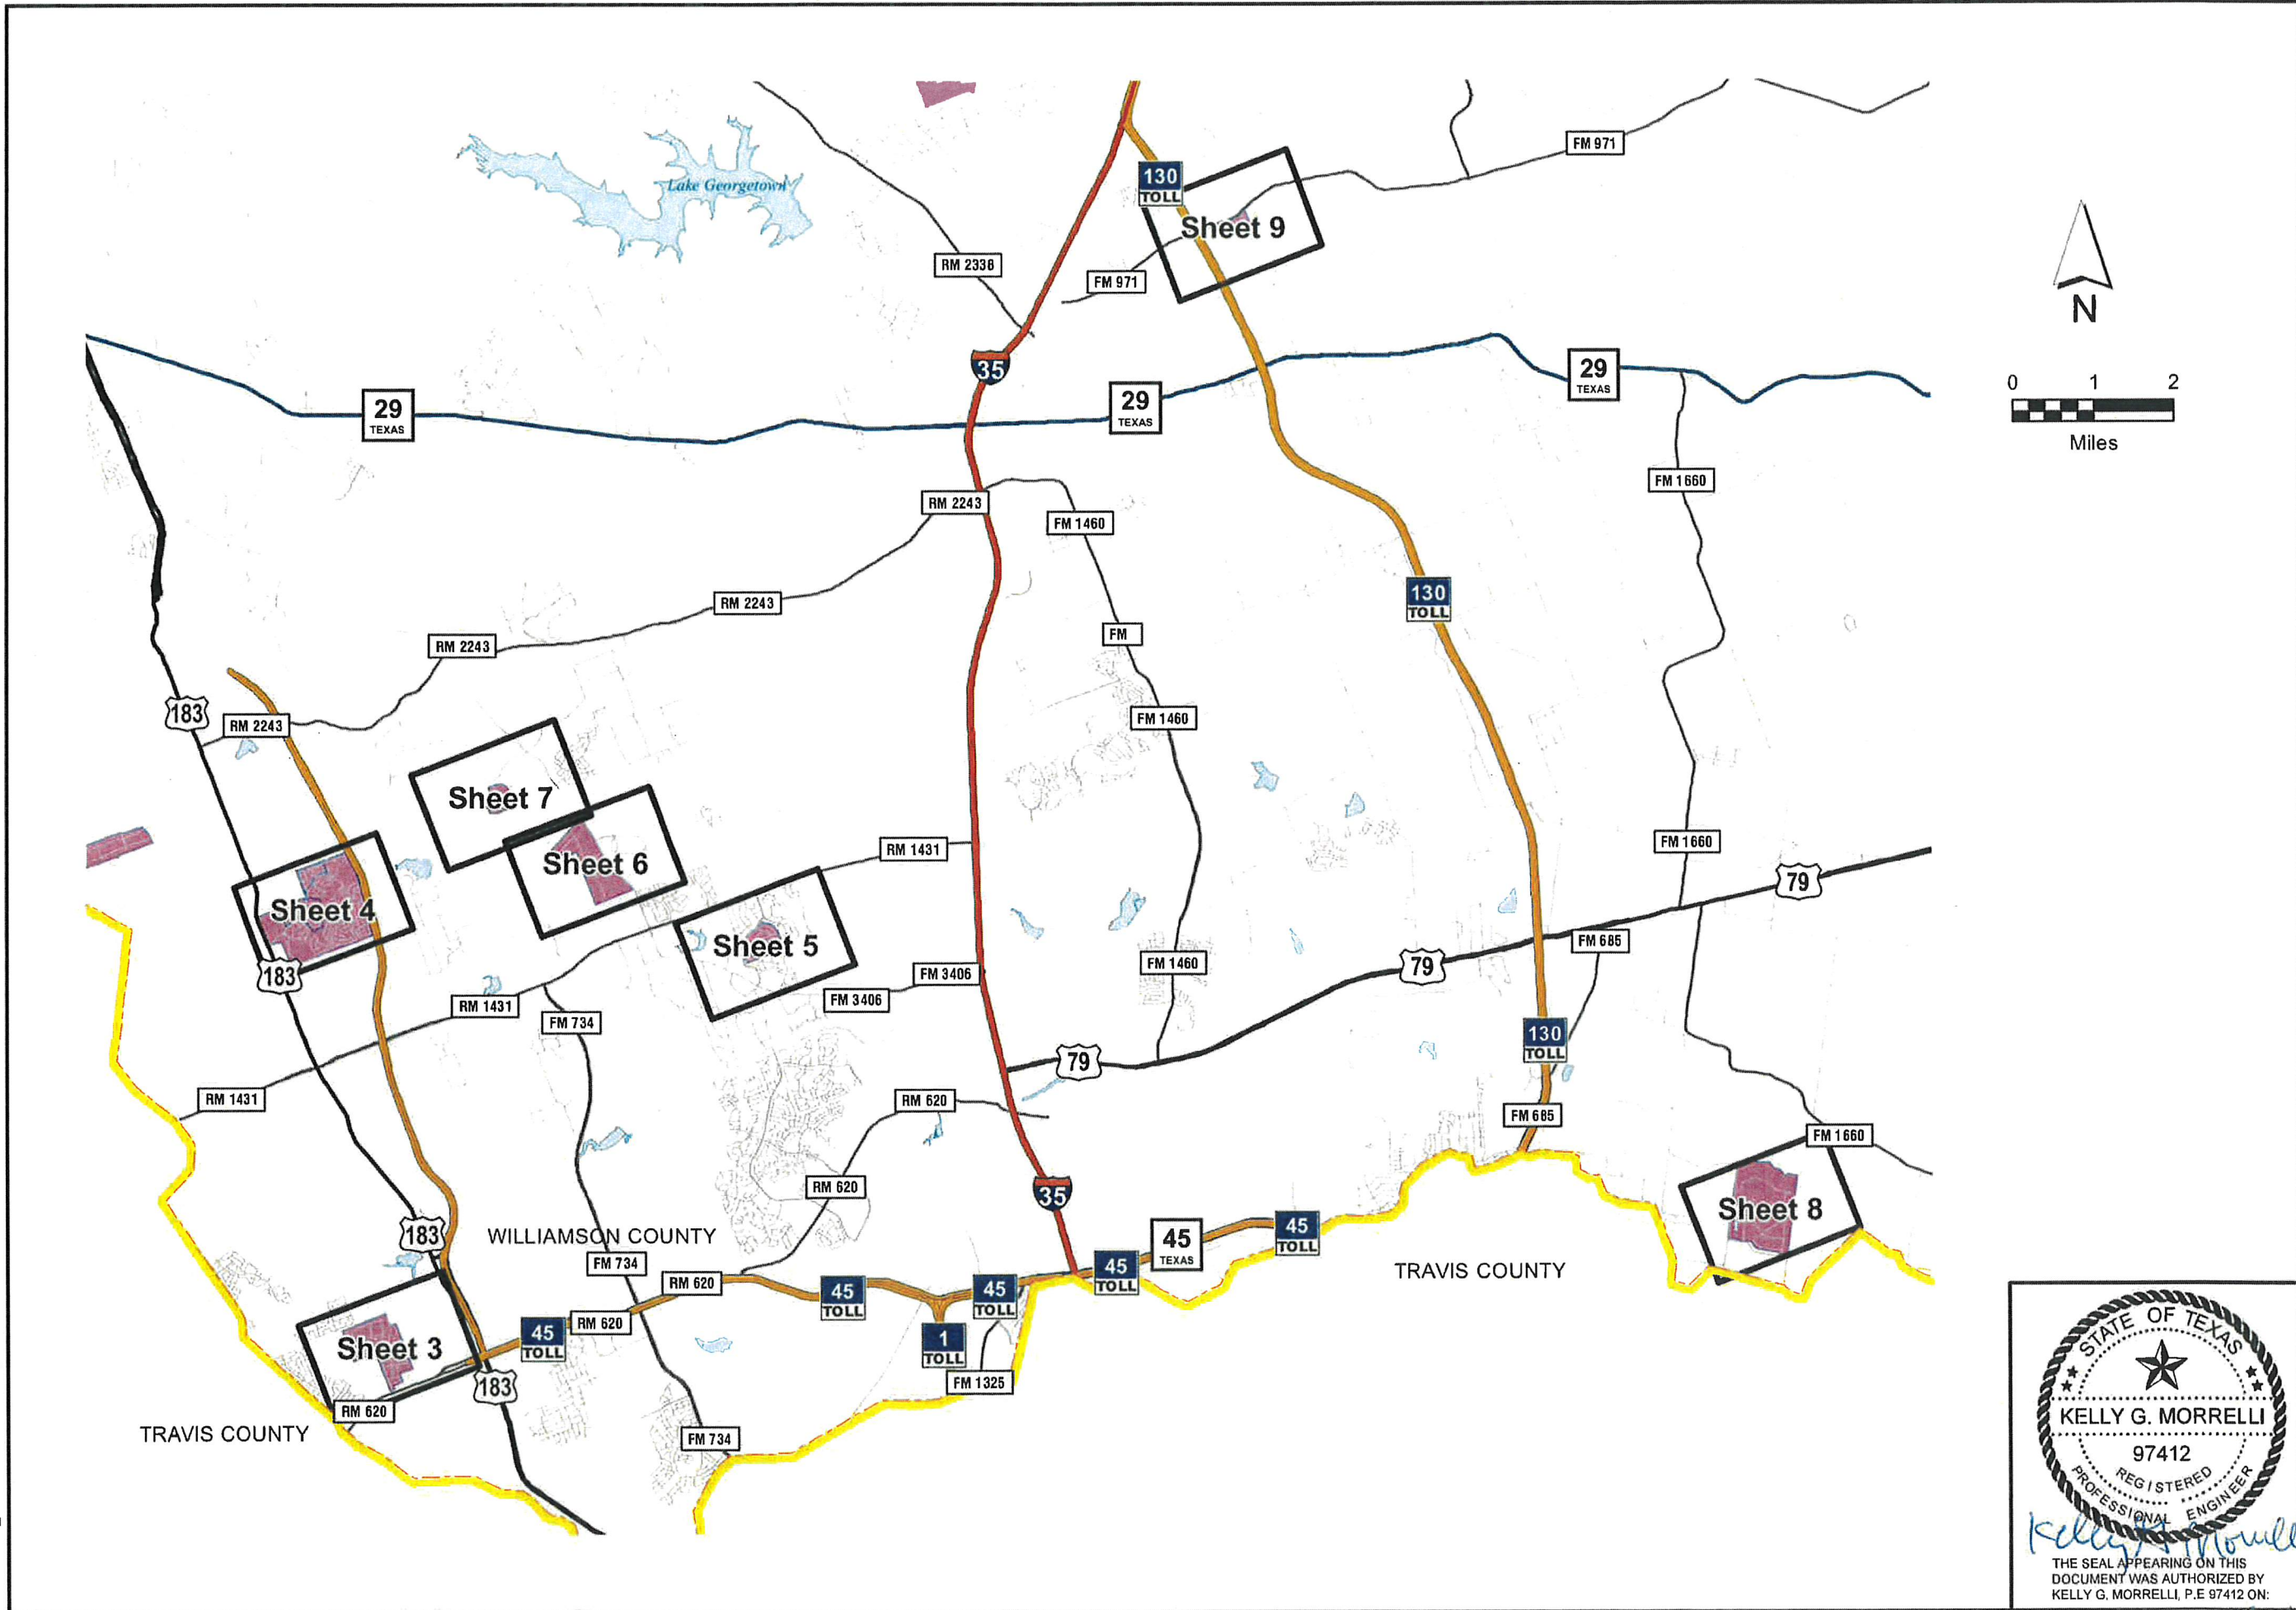 Lake Georgetown
FM 971
130
TOLL
Sheet 9
RM 2338
FM 971
N
35
29
TEXAS
29
TEXAS
29
TEXAS
0 1 2
Miles
FM 1660
RM 2243
FM 1460
130
TOLL
RM 2243
FM
RM 2243
183
RM 2243
FM 1460
Sheet 7
Sheet 6
RM 1431
FM 1660
79
Sheet 4
Sheet 5
FM 685
183
FM 3406
FM 1460
79
RM 1431
FM 3406
FM 734
130
TOLL
79
RM 1431
RM 620
FM 685
FM 1660
RM 620
35
Sheet 8
183
WILLIAMSON COUNTY
45
TEXAS
45
TOLL
FM 734
RM 620
45
TOLL
TRAVIS COUNTY
45
TOLL
45
TOLL
RM 620
45
TOLL
1
TOLL
Sheet 3
183
FM 1325
RM 620
TRAVIS COUNTY
FM 734
STATE OF TEXAS
KELLY G. MORRELLI
97412
REGISTERED
PROFESSIONAL ENGINEER
Kelly G Morrelli
THE SEAL APPEARING ON THIS
DOCUMENT WAS AUTHORIZED BY
KELLY G. MORRELLI, P.E 97412 ON: